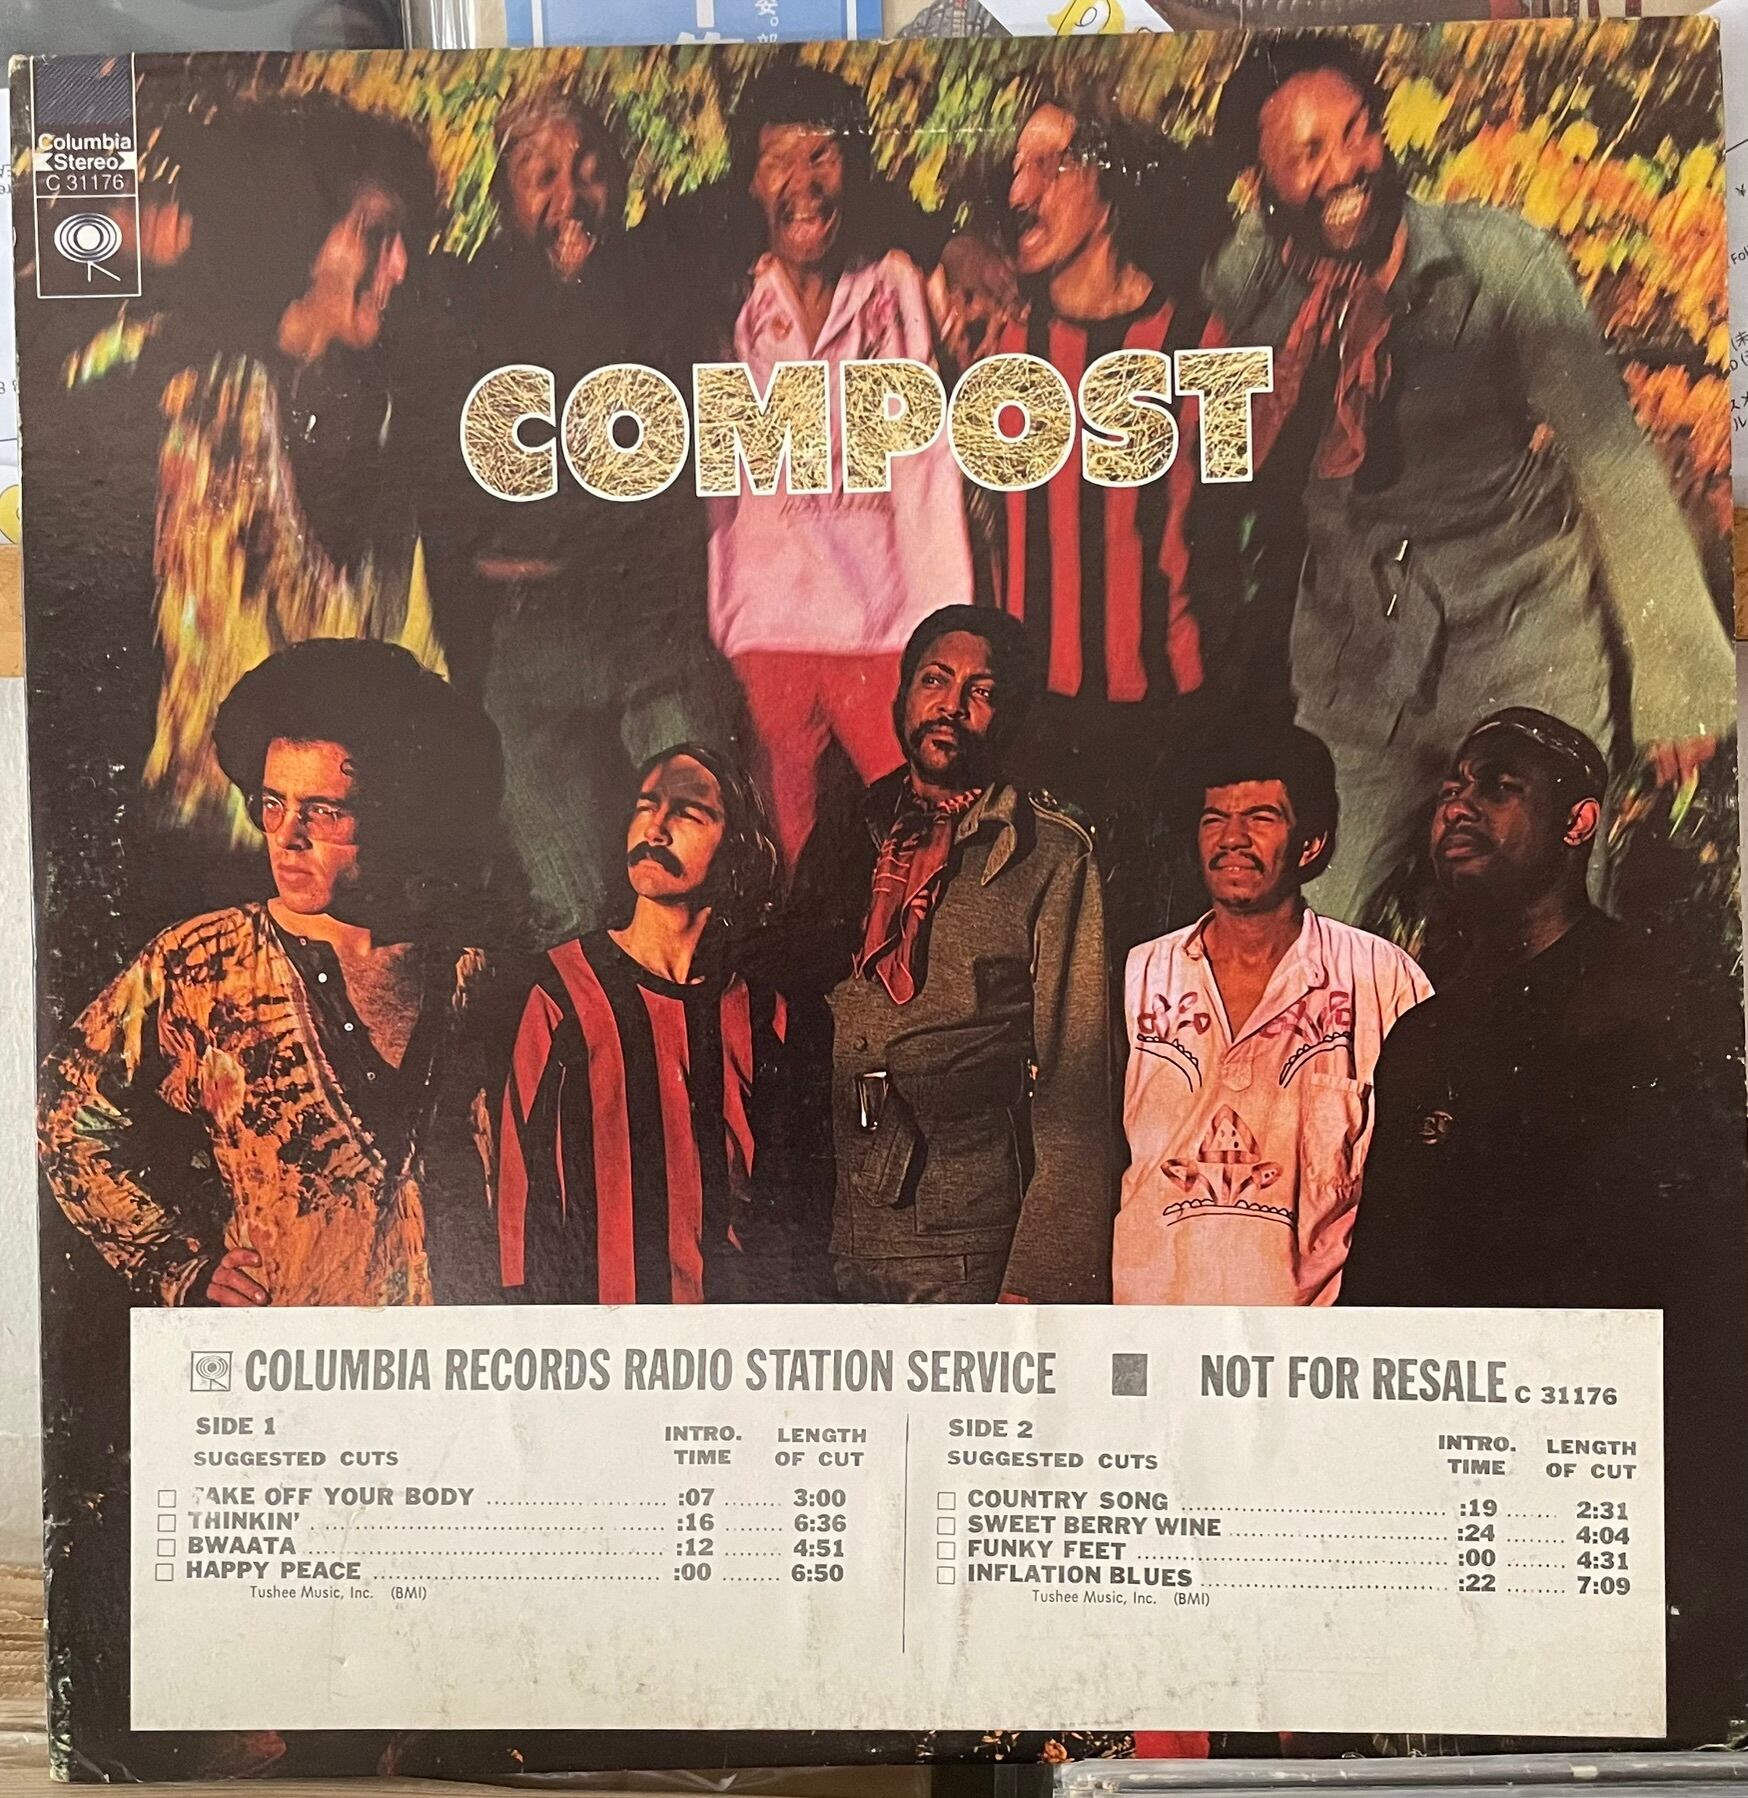 Columbia
Stereo
C 31176
COMPOST
COLUMBIA RECORDS RADIO STATION SERVICE ■ NOT FOR RESALE C 31176
SIDE 1
SUGGESTED CUTS INTRO. TIME LENGTH OF CUT
TAKE OFF YOUR BODY :07 3:00
THINKIN' :16 6:36
BWAATA :12 4:51
HAPPY PEACE :00 6:50
Tushee Music, Inc. (BMI)
SIDE 2
SUGGESTED CUTS INTRO. TIME LENGTH OF CUT
COUNTRY SONG :19 2:31
SWEET BERRY WINE :24 4:04
FUNKY FEET :00 4:31
INFLATION BLUES :22 7:09
Tushee Music, Inc. (BMI)